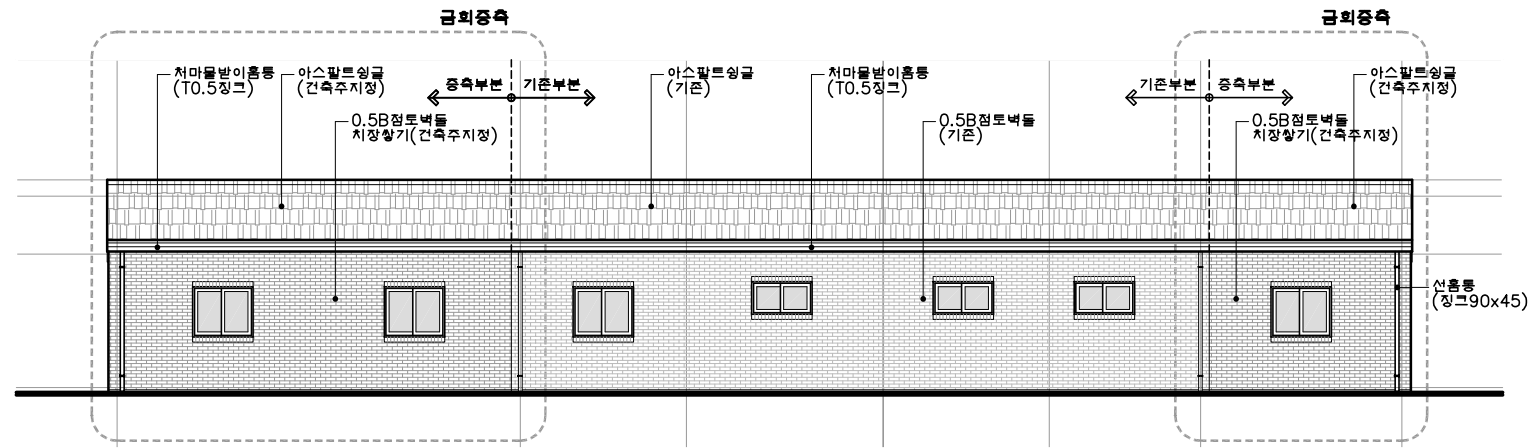 금회증축
금회증축
처마물받이홈통
(T0.5징크)
아스팔트슁글
(건축주지정)
증축부분
기존부분
아스팔트슁글
(기존)
처마물받이홈통
(T0.5징크)
기존부분
증축부분
아스팔트슁글
(건축주지정)
0.5B점토벽돌
치장쌓기(건축주지정)
0.5B점토벽돌
(기존)
0.5B점토벽돌
치장쌓기(건축주지정)
선홈통
(징크90x45)